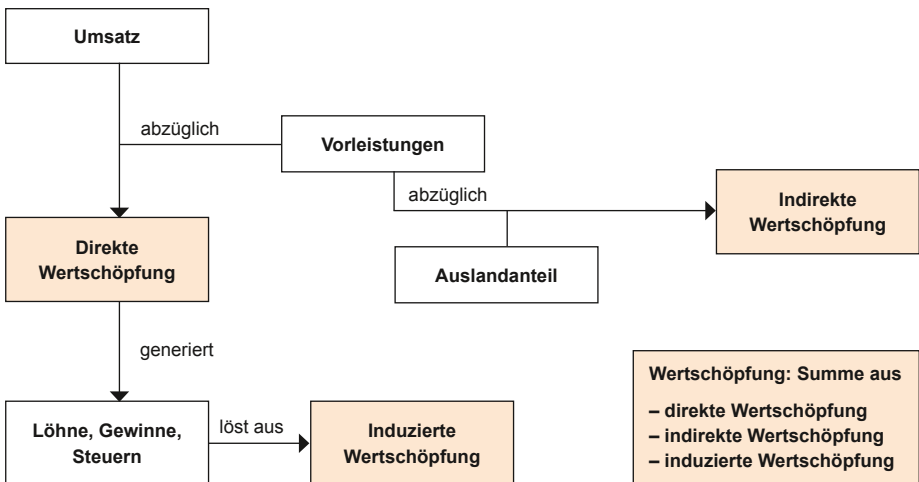 Umsatz
abzüglich
Vorleistungen
abzüglich
Indirekte
Wertschöpfung
Direkte
Wertschöpfung
Auslandanteil
generiert
Löhne, Gewinne,
Steuern
löst aus
Induzierte
Wertschöpfung
Wertschöpfung: Summe aus
– direkte Wertschöpfung
– indirekte Wertschöpfung
– induzierte Wertschöpfung